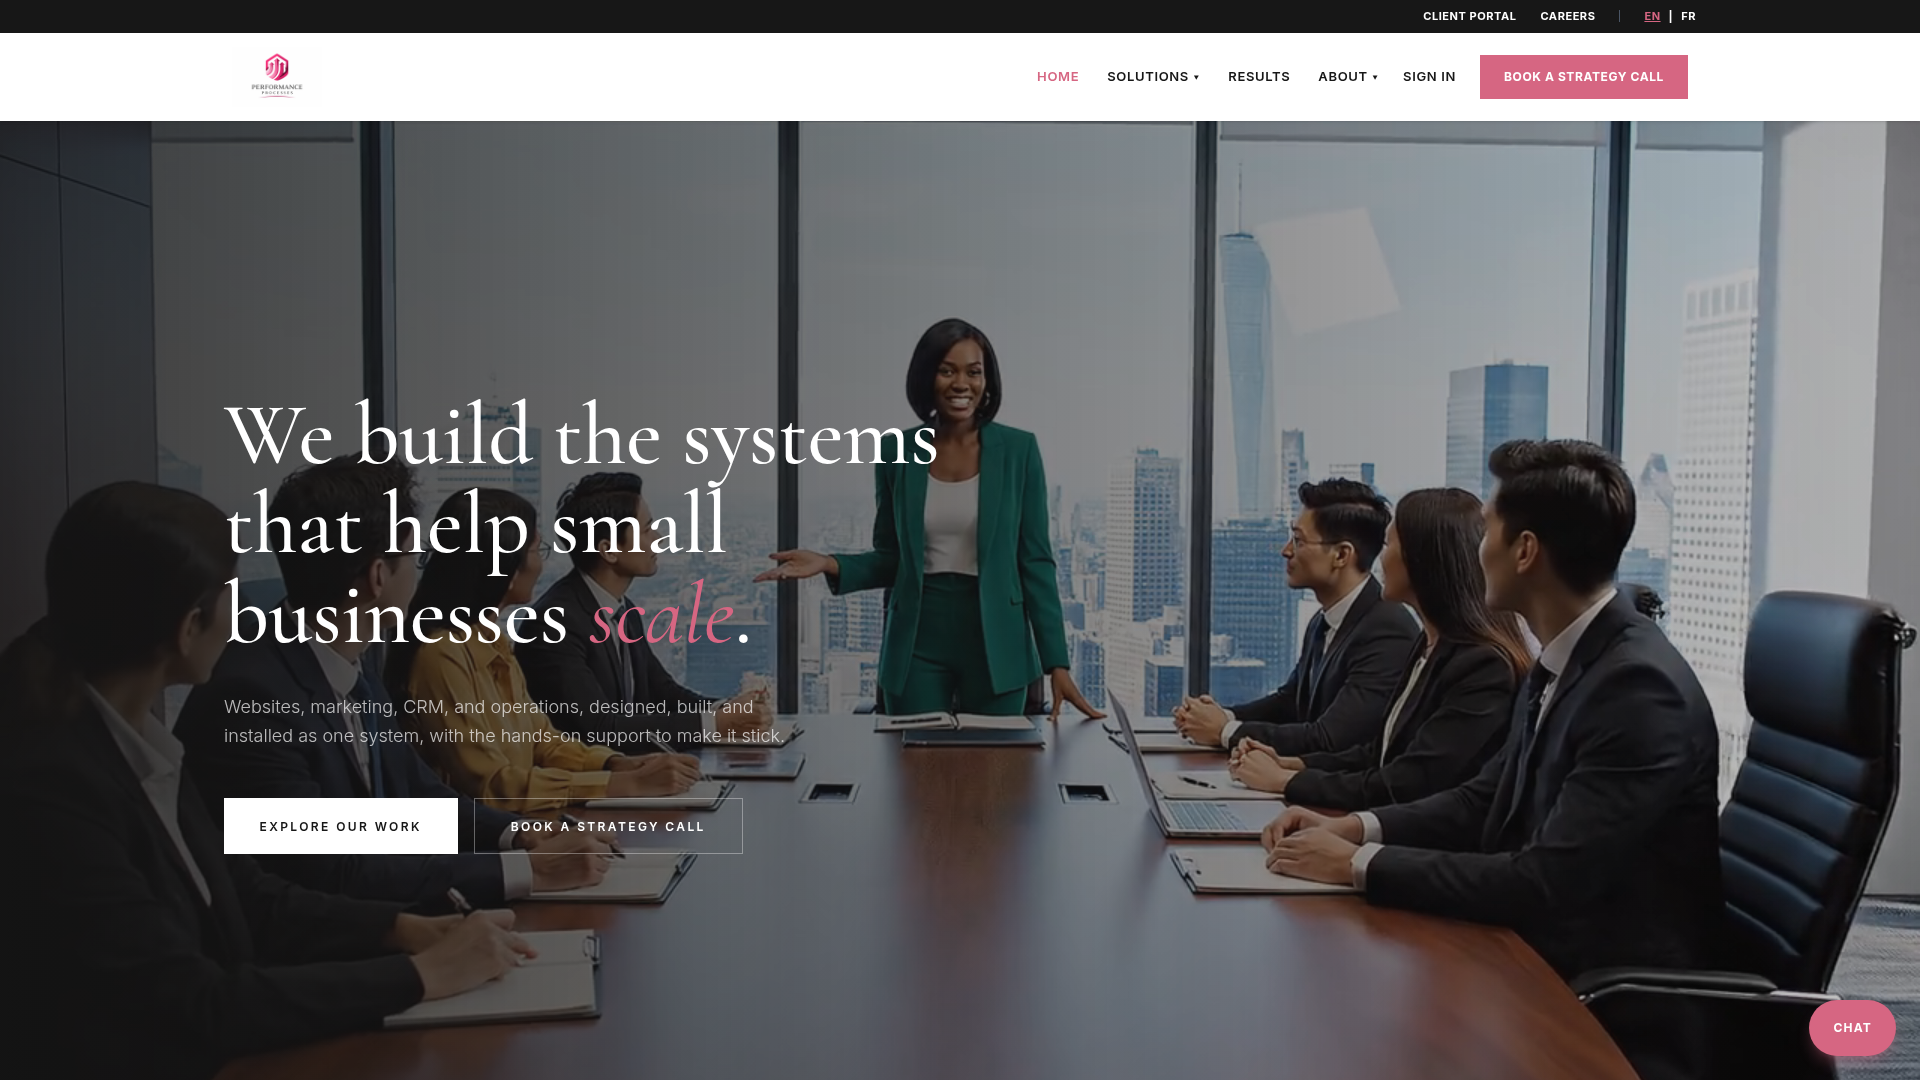 CLIENT PORTAL CAREERS EN | FR
PERFORMANCE
PROCESSES
HOME SOLUTIONS ▾ RESULTS ABOUT ▾ SIGN IN BOOK A STRATEGY CALL
We build the systems
that help small
businesses scale.
Websites, marketing, CRM, and operations, designed, built, and
installed as one system, with the hands-on support to make it stick.
EXPLORE OUR WORK BOOK A STRATEGY CALL
CHAT